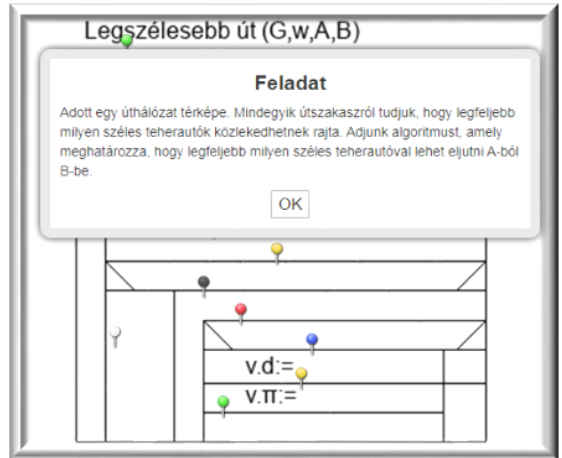 Legszélesebb út (G,w,A,B)
Feladat
Adott egy úthálózat térképe. Mindegyik útszakaszról tudjuk, hogy legfeljebb
milyen széles teherautók közlekedhetnek rajta. Adjunk algoritmust, amely
meghatározza, hogy legfeljebb milyen széles teherautóval lehet eljutni A-ból
B-be.
OK
v.d:=
v.π:=